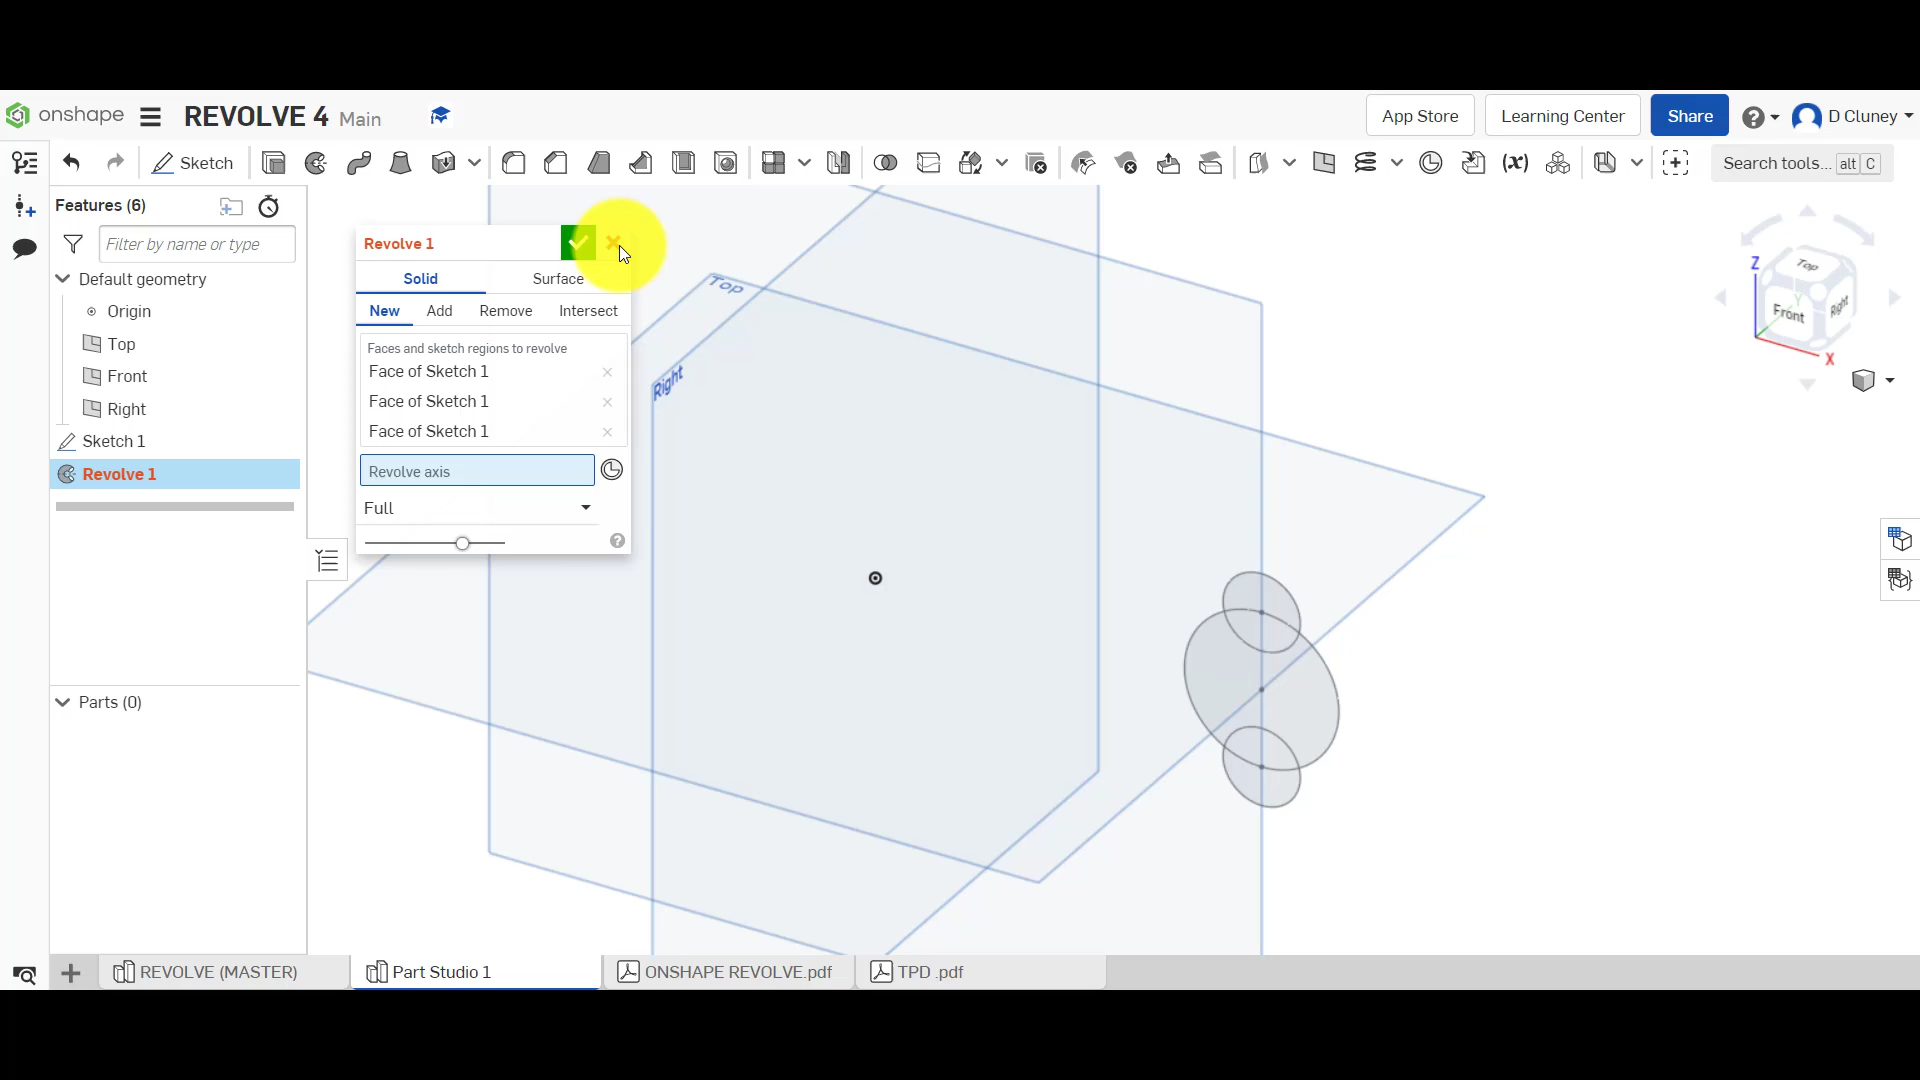 onshape
REVOLVE 4 Main
App Store
Learning Center
Share
?
D Cluney
Sketch
(x)
Search tools... alt C
Features (6)
Filter by name or type
Default geometry
Origin
Top
Front
Right
Sketch 1
Revolve 1
Parts (0)
Revolve 1
Solid
Surface
New
Add
Remove
Intersect
Faces and sketch regions to revolve
Face of Sketch 1
Face of Sketch 1
Face of Sketch 1
Revolve axis
Full
?
Top
Right
Z
Top
Y
Front
Right
X
REVOLVE (MASTER)
Part Studio 1
ONSHAPE REVOLVE.pdf
TPD .pdf